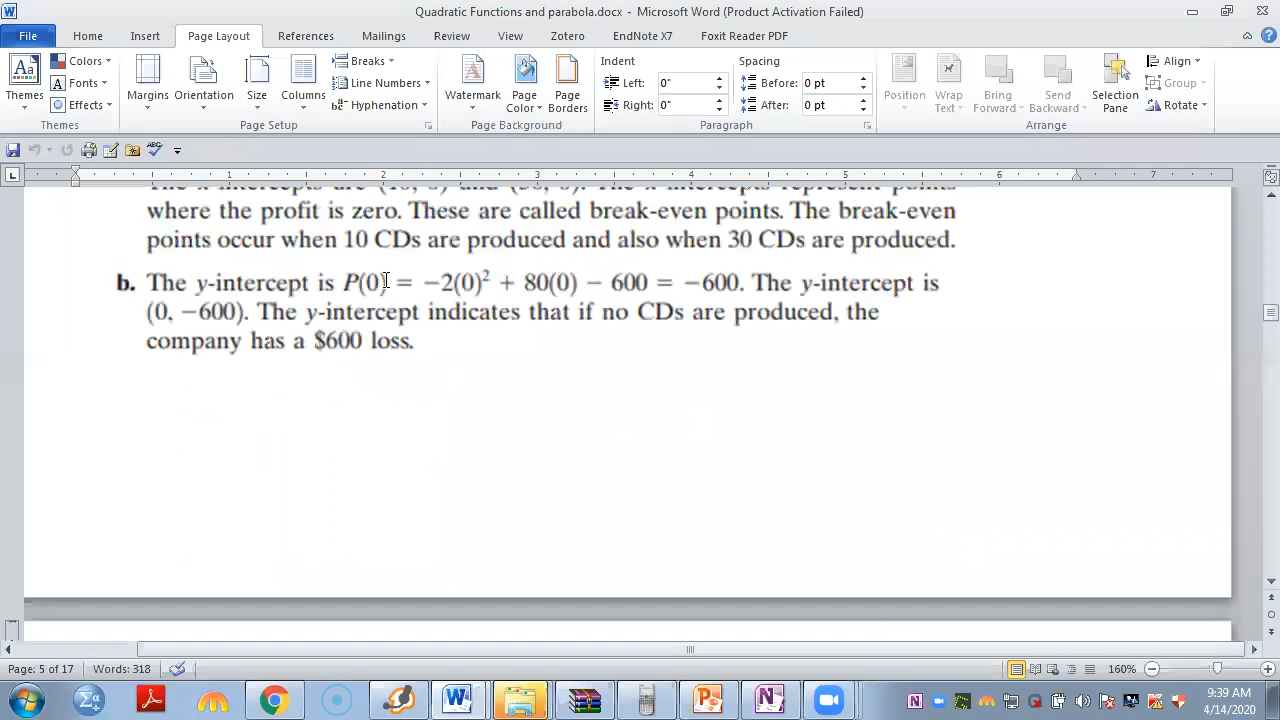 Quadratic Functions and parabola.docx - Microsoft Word (Product Activation Failed)
File Home Insert Page Layout References Mailings Review View Zotero EndNote X7 Foxit Reader PDF
Themes Colors Fonts Effects
Margins Orientation Size Columns Breaks Line Numbers Hyphenation
Watermark Page Color Page Borders
Indent Spacing
Left: 0" Before: 0 pt
Right: 0" After: 0 pt
Position Wrap Text Bring Forward Send Backward Selection Pane Align Group Rotate
Themes Page Setup Page Background Paragraph Arrange
1 2 3 4 5 6 7
where the profit is zero. These are called break-even points. The break-even
points occur when 10 CDs are produced and also when 30 CDs are produced.
b. The y-intercept is P(0) = −2(0)² + 80(0) − 600 = −600. The y-intercept is
(0, −600). The y-intercept indicates that if no CDs are produced, the
company has a $600 loss.
Page: 5 of 17 Words: 318 160%
9:39 AM
4/14/2020